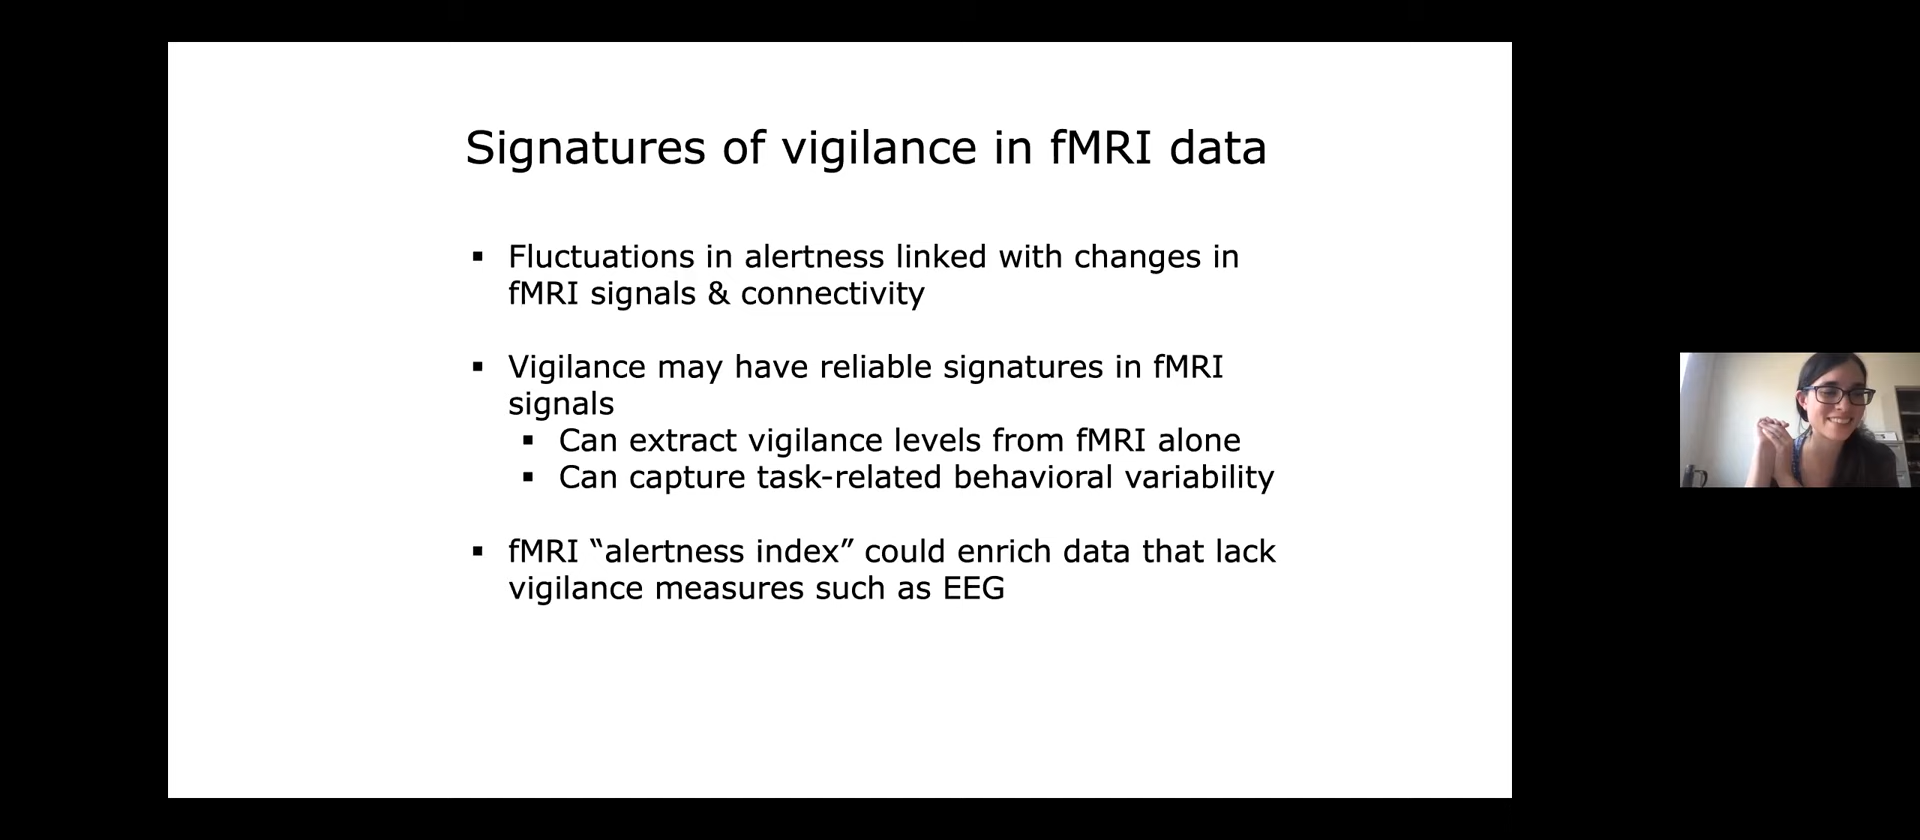 Signatures of vigilance in fMRI data
▪ Fluctuations in alertness linked with changes in
fMRI signals & connectivity
▪ Vigilance may have reliable signatures in fMRI
signals
▪ Can extract vigilance levels from fMRI alone
▪ Can capture task-related behavioral variability
▪ fMRI “alertness index” could enrich data that lack
vigilance measures such as EEG